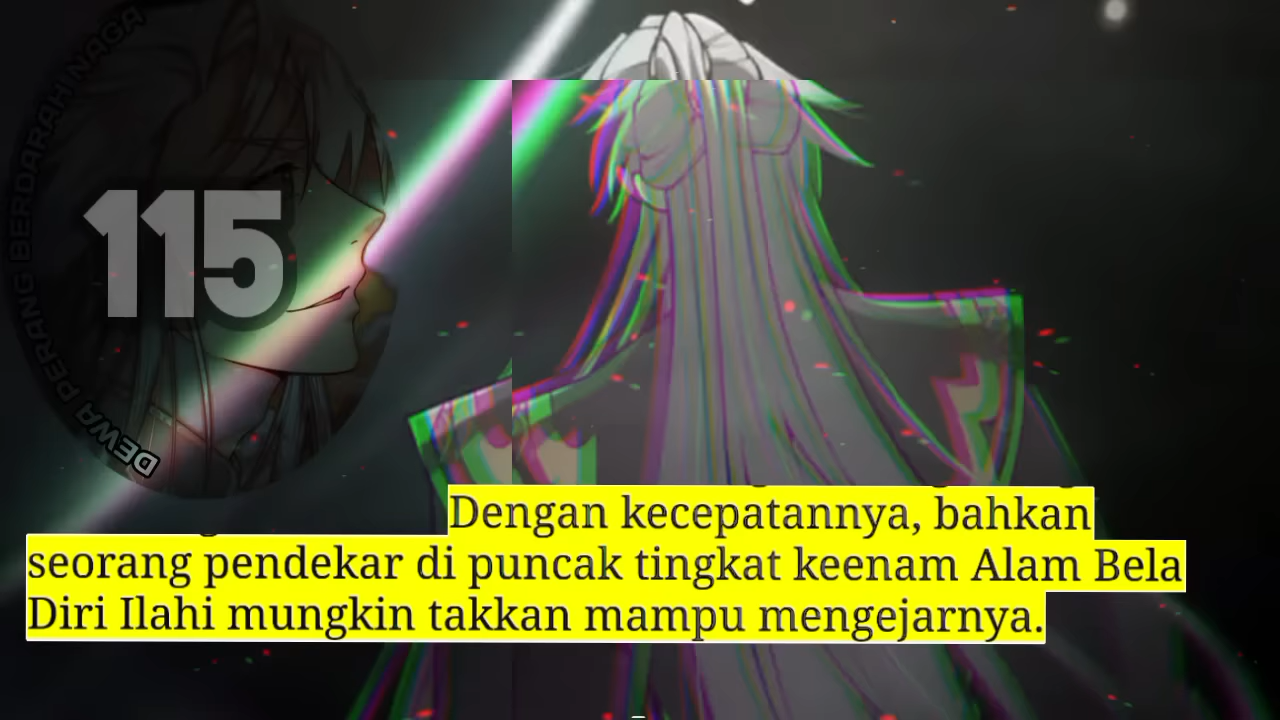 DEWA PERANG BERDARAH NAGA
115
Dengan kecepatannya, bahkan
seorang pendekar di puncak tingkat keenam Alam Bela
Diri Ilahi mungkin takkan mampu mengejarnya.